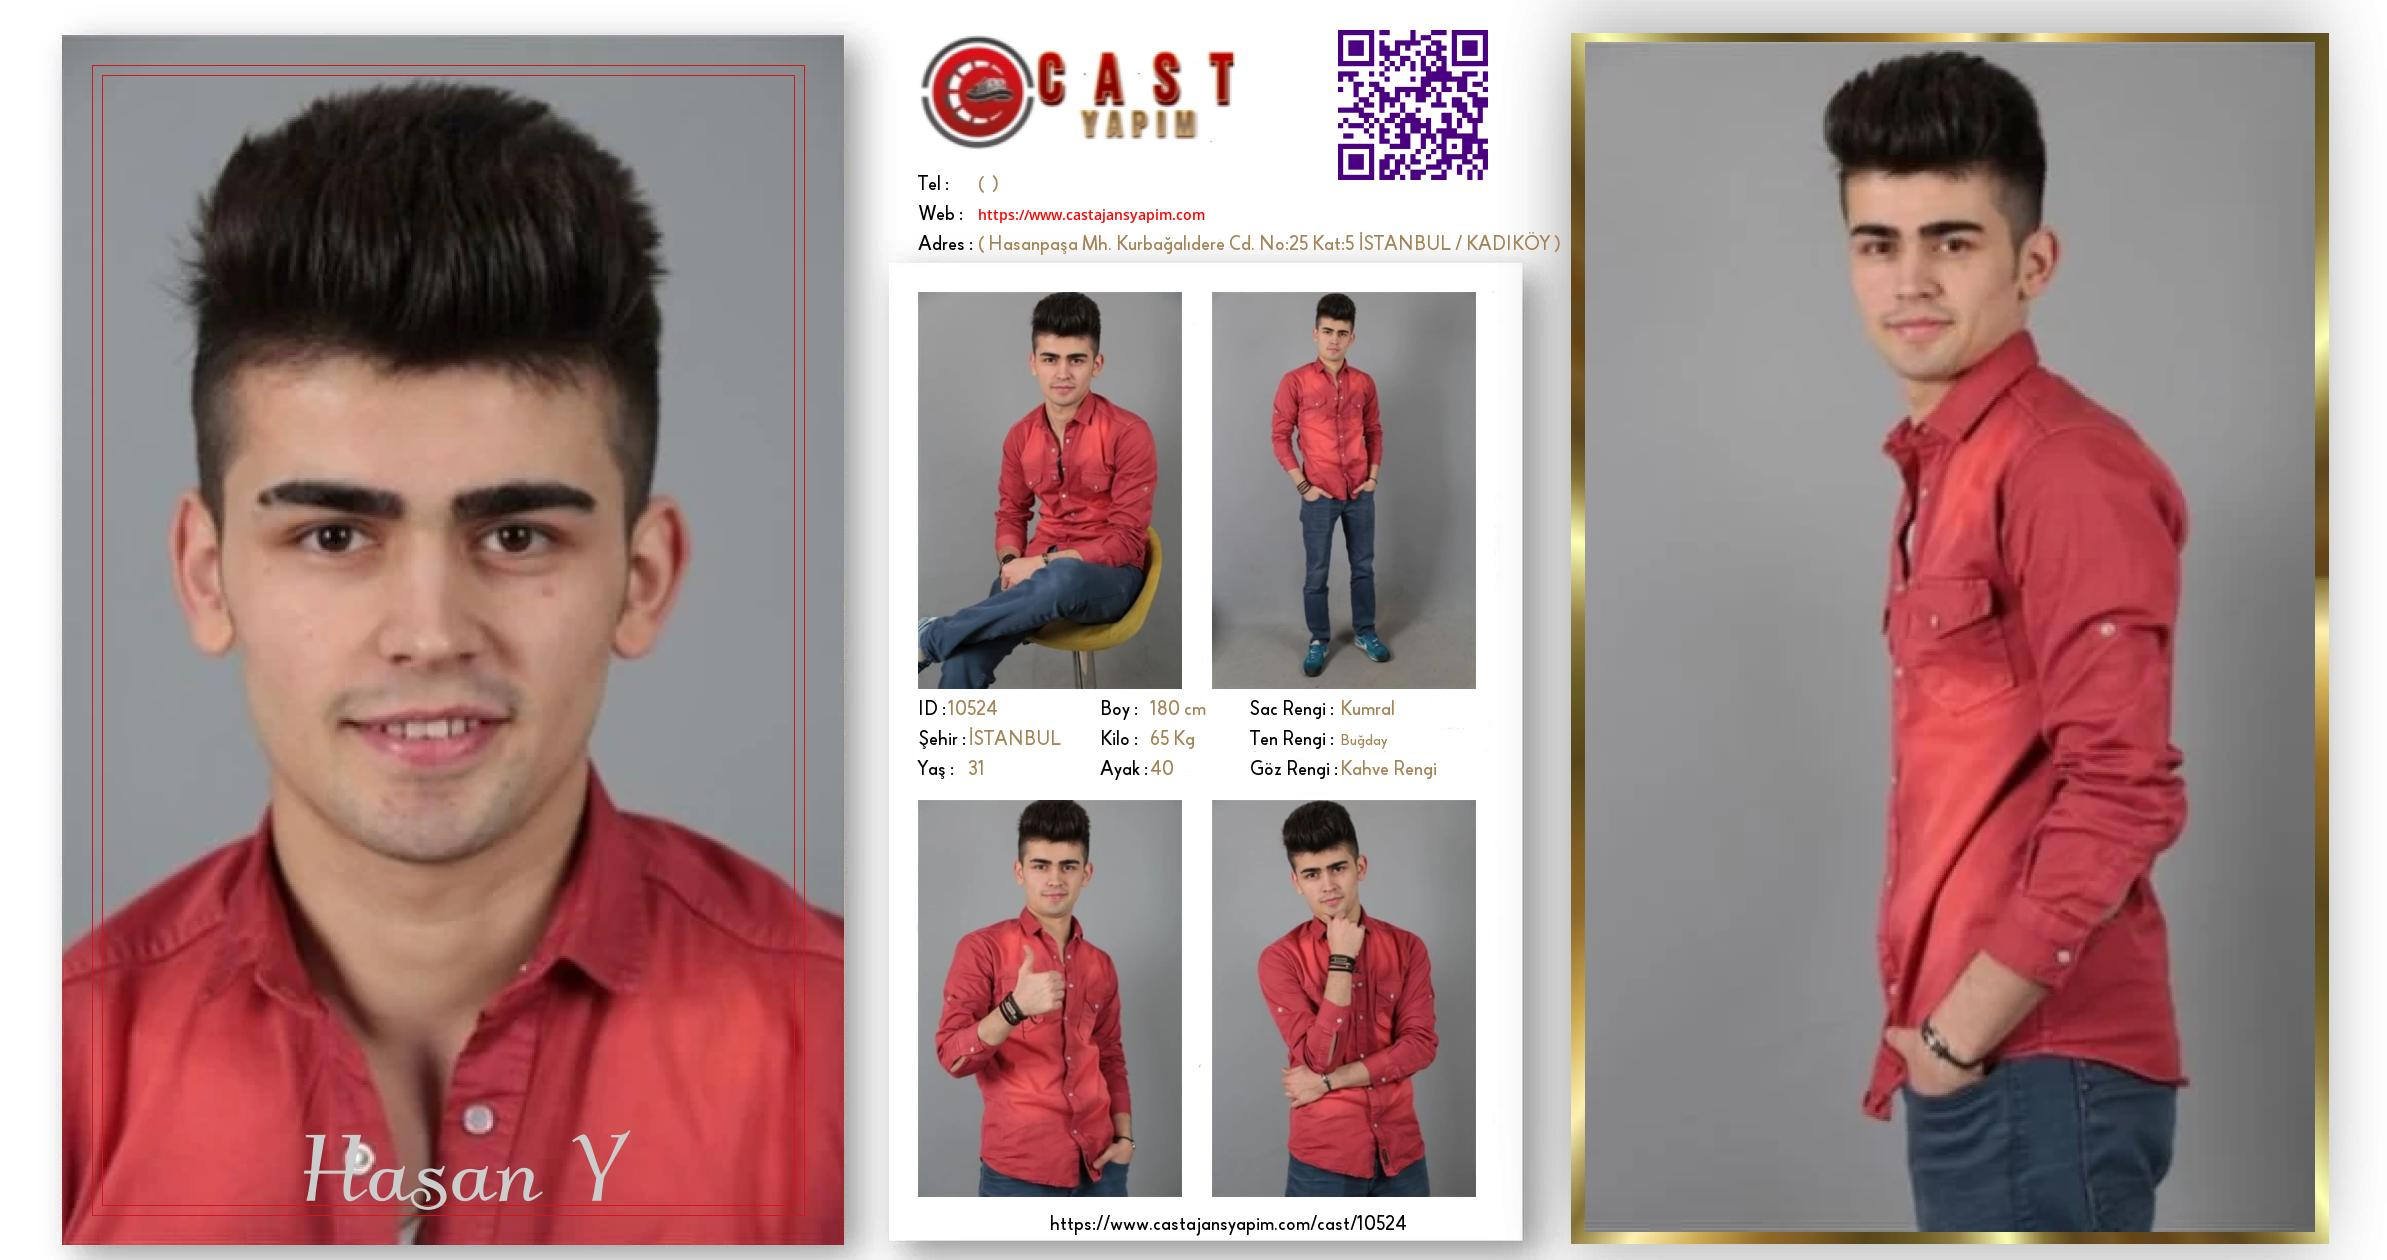 Hasan Y
CAST
YAPIM
Tel : ( )
Web : https://www.castajansyapim.com
Adres : ( Hasanpaşa Mh. Kurbağalıdere Cd. No:25 Kat:5 İSTANBUL / KADIKÖY )
ID : 10524 Boy : 180 cm Sac Rengi : Kumral
Şehir : İSTANBUL Kilo : 65 Kg Ten Rengi : Buğday
Yaş : 31 Ayak : 40 Göz Rengi : Kahve Rengi
https://www.castajansyapim.com/cast/10524